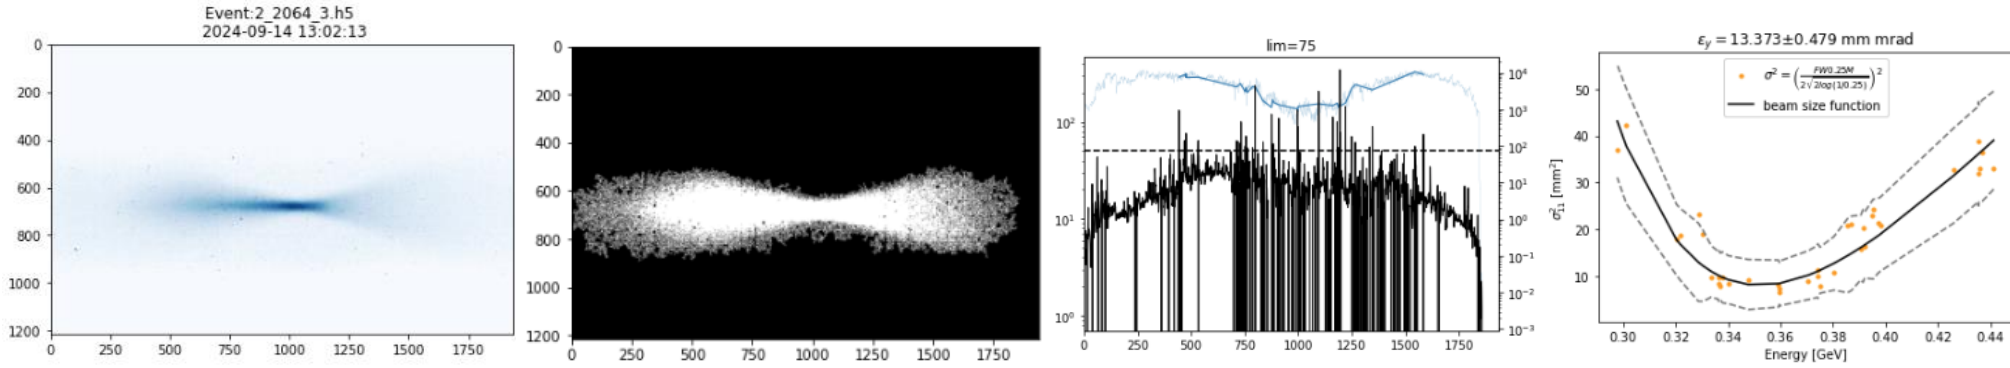 Event:2_2064_3.h5
2024-09-14 13:02:13
0
200
400
600
800
1000
1200
0 250 500 750 1000 1250 1500 1750
0
200
400
600
800
1000
1200
0 250 500 750 1000 1250 1500 1750
lim=75
10²
10¹
10⁰
10⁴
10³
10²
10¹
10⁰
10⁻¹
10⁻²
10⁻³
0 250 500 750 1000 1250 1500 1750
εy = 13.373±0.479 mm mrad
σ² = (FW0.25M / 2√2log(1/0.25))²
beam size function
σ²₁₁ [mm²]
50
40
30
20
10
0.30 0.32 0.34 0.36 0.38 0.40 0.42 0.44
Energy [GeV]